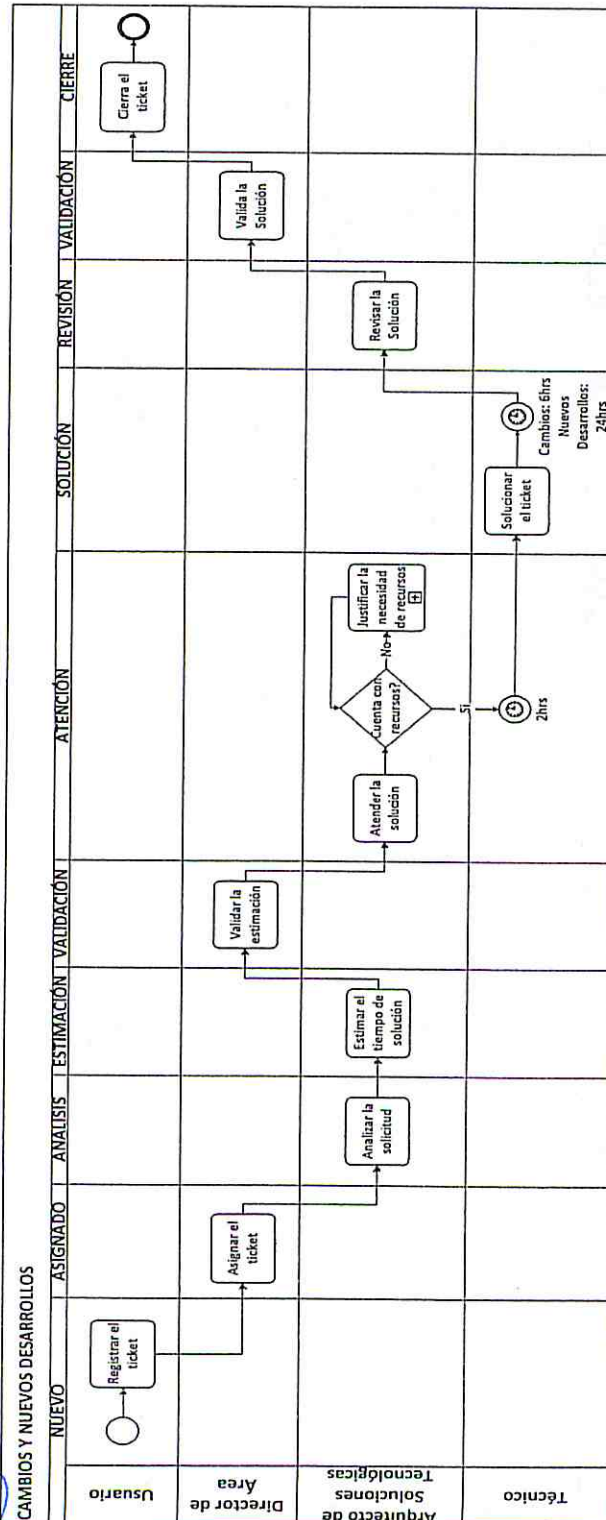 CAMBIOS Y NUEVOS DESARROLLOS
NUEVO
ASIGNADO
ANALISIS
ESTIMACIÓN
VALIDACIÓN
ATENCIÓN
SOLUCIÓN
REVISIÓN
VALIDACIÓN
CIERRE
Usuario
Registrar el
ticket
Cierra el
ticket
Director de
Área
Asignar el
ticket
Validar la
estimación
Valida la
Solución
Arquitecto de
Soluciones
Tecnológicas
Analizar la
solicitud
Estimar el
tiempo de
solución
Atender la
solución
Cuenta con
recursos?
No
Justificar la
necesidad
de recursos
Si
Revisar la
Solución
Técnico
2hrs
Solucionar
el ticket
Cambios: 6hrs
Nuevos
Desarrollos:
24hrs